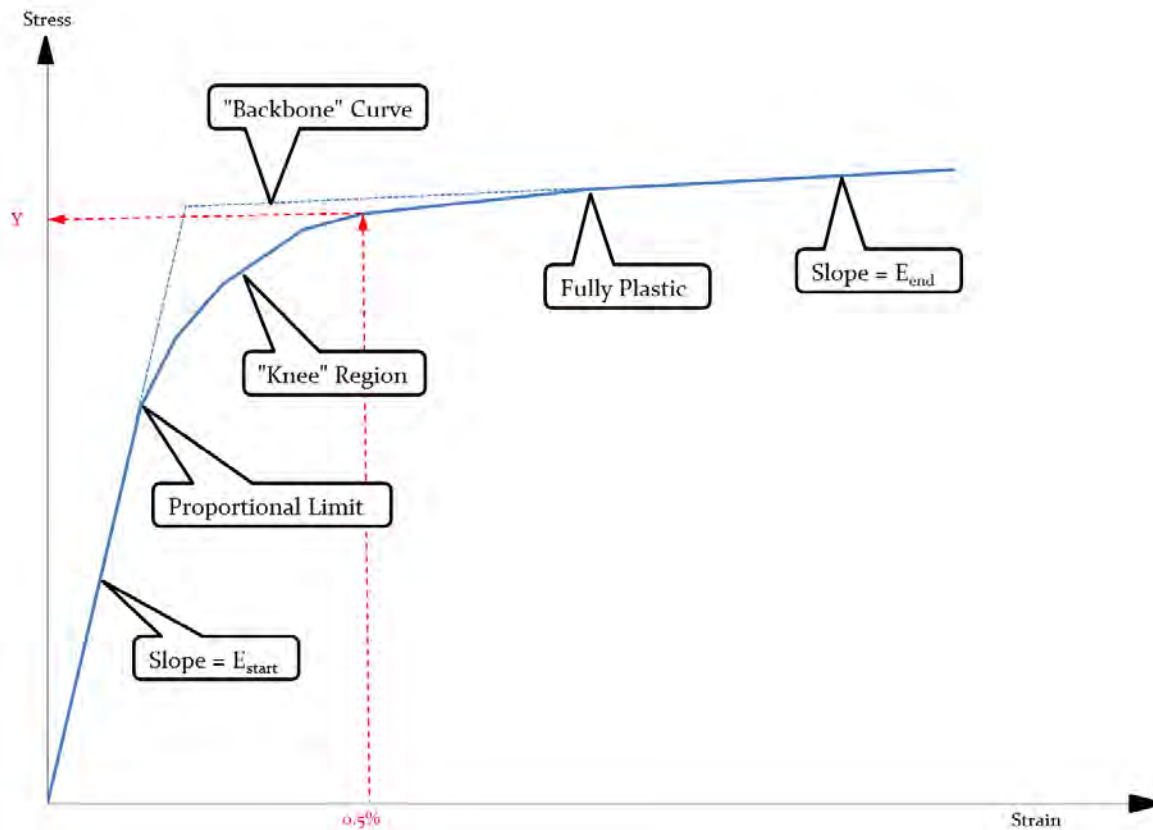 Stress
"Backbone" Curve
Y
Fully Plastic
Slope = Eend
"Knee" Region
Proportional Limit
Slope = Estart
0.5%
Strain